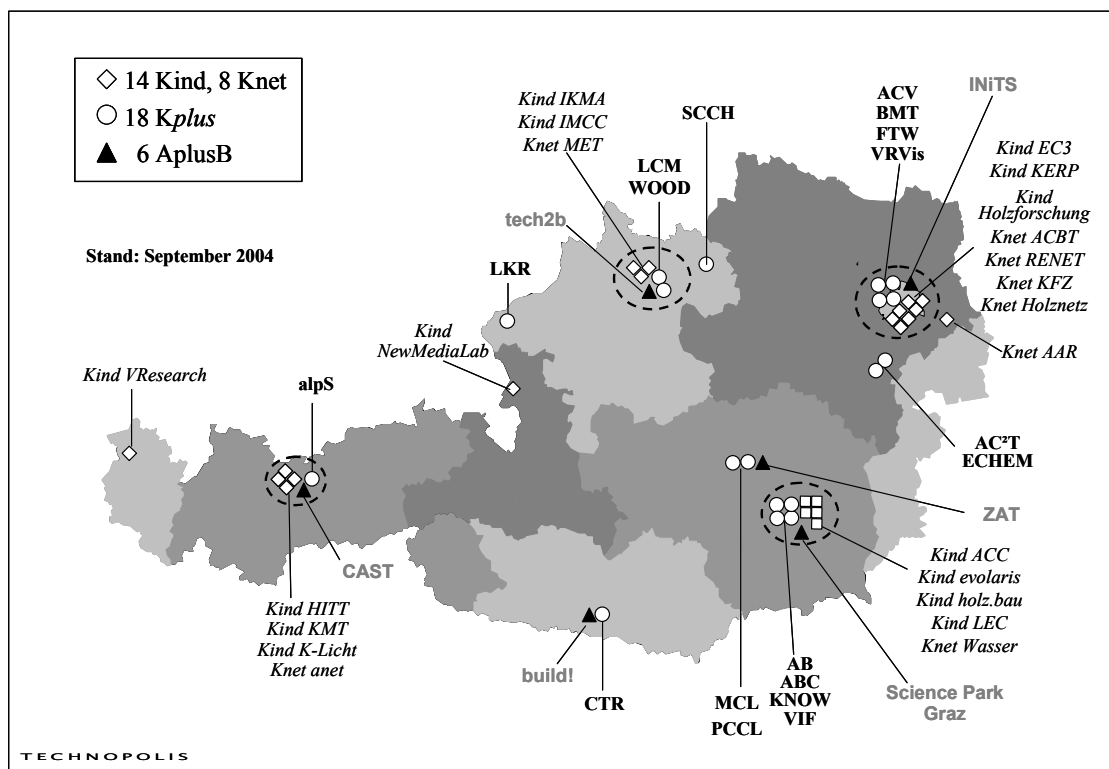 14 Kind, 8 Knet
18 Kplus
6 AplusB
Stand: September 2004
Kind IKMA
Kind IMCC
Knet MET
SCCH
LCM
WOOD
tech2b
LKR
Kind
NewMediaLab
Kind VResearch
alpS
ACV
BMT
FTW
VRVis
INiTS
Kind EC3
Kind KERP
Kind
Holzforschung
Knet ACBT
Knet RENET
Knet KFZ
Knet Holznetz
Knet AAR
AC²T
ECHEM
ZAT
CAST
Kind HITT
Kind KMT
Kind K-Licht
Knet anet
build!
CTR
MCL
PCCL
AB
ABC
KNOW
VIF
Kind ACC
Kind evolaris
Kind holz.bau
Kind LEC
Knet Wasser
Science Park
Graz
TECHNOPOLIS